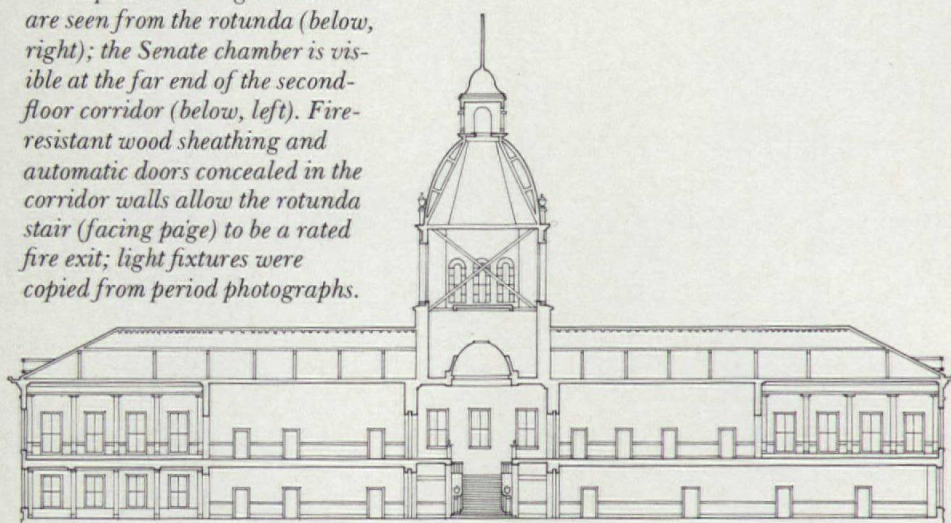 are seen from the rotunda (below,
right); the Senate chamber is vis-
ible at the far end of the second-
floor corridor (below, left). Fire-
resistant wood sheathing and
automatic doors concealed in the
corridor walls allow the rotunda
stair (facing page) to be a rated
fire exit; light fixtures were
copied from period photographs.